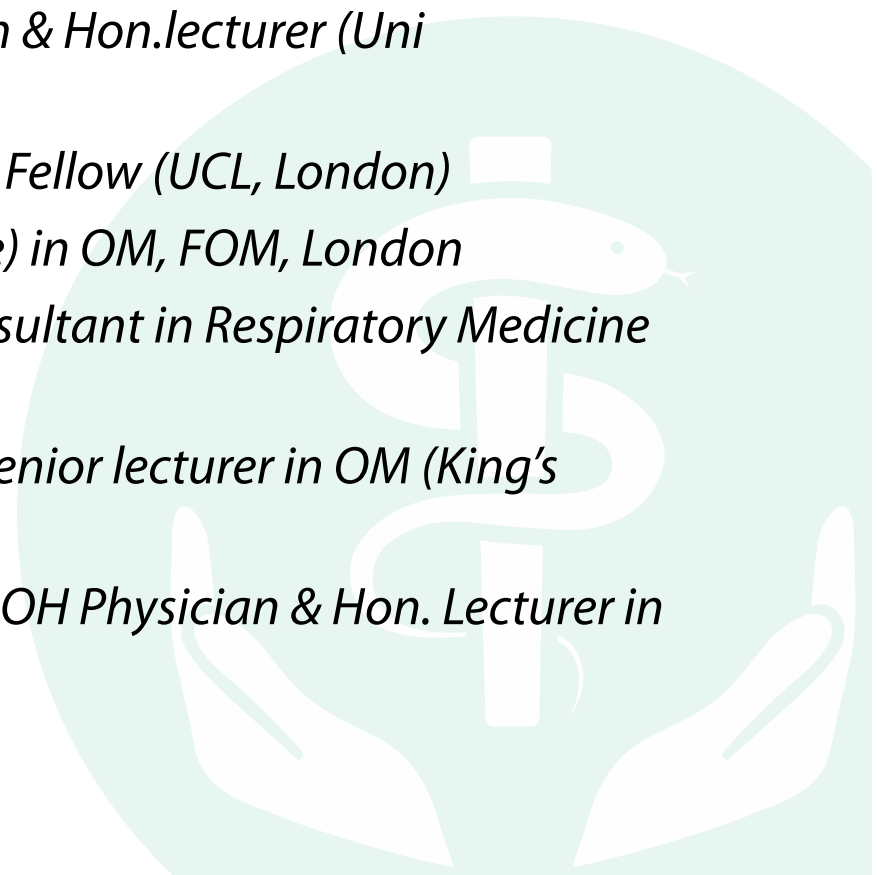 & Hon.lecturer (Uni
Fellow (UCL, London)
) in OM, FOM, London
sultant in Respiratory Medicine
enior lecturer in OM (King’s
OH Physician & Hon. Lecturer in